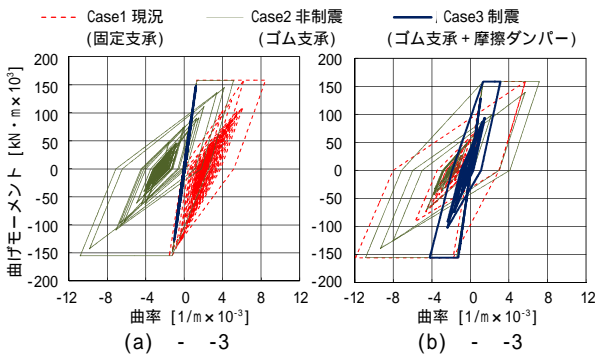 Case1 現況 Case2 非制震 Case3 制震
(固定支承) (ゴム支承) (ゴム支承+摩擦ダンパー)
曲げモーメント [kN・m×10³]
200
150
100
50
0
-50
-100
-150
-200
-12 -8 -4 0 4 8 12
曲率 [1/m×10⁻³]
(a) - -3
200
150
100
50
0
-50
-100
-150
-200
-12 -8 -4 0 4 8 12
曲率 [1/m×10⁻³]
(b) - -3